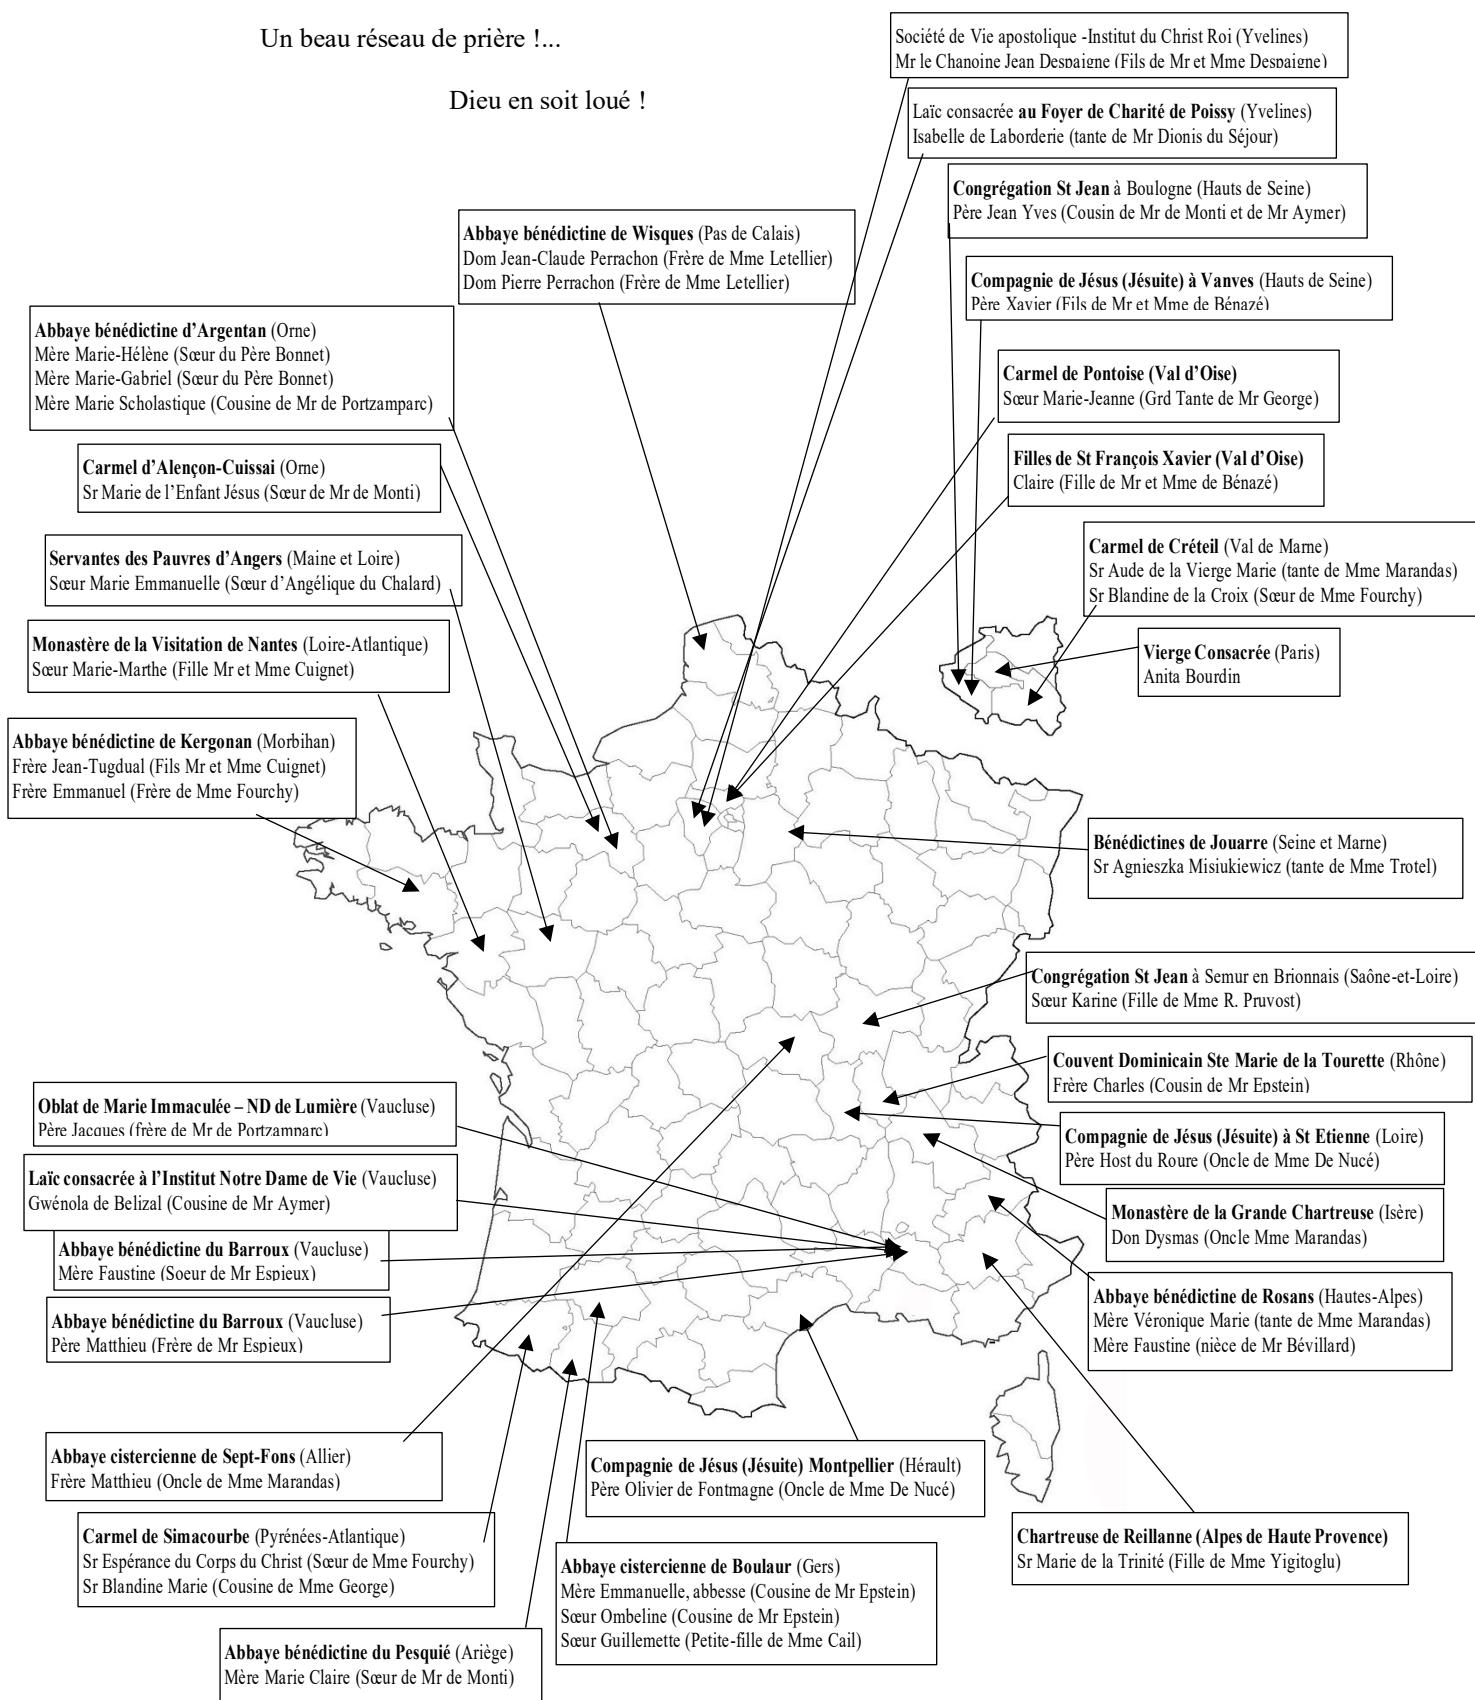 Un beau réseau de prière !...
Dieu en soit loué !
Société de Vie apostolique -Institut du Christ Roi (Yvelines)
Mr le Chanoine Jean Despaigne (Fils de Mr et Mme Despaigne)
Laïc consacrée au Foyer de Charité de Poissy (Yvelines)
Isabelle de Laborderie (tante de Mr Dionis du Séjour)
Congrégation St Jean à Boulogne (Hauts de Seine)
Père Jean Yves (Cousin de Mr de Monti et de Mr Aymer)
Abbaye bénédictine de Wisques (Pas de Calais)
Dom Jean-Claude Perrachon (Frère de Mme Letellier)
Dom Pierre Perrachon (Frère de Mme Letellier)
Compagnie de Jésus (Jésuite) à Vanves (Hauts de Seine)
Père Xavier (Fils de Mr et Mme de Bénazé)
Abbaye bénédictine d'Argentan (Orne)
Mère Marie-Hélène (Sœur du Père Bonnet)
Mère Marie-Gabriel (Sœur du Père Bonnet)
Mère Marie Scholastique (Cousine de Mr de Portzamparc)
Carmel de Pontoise (Val d'Oise)
Sœur Marie-Jeanne (Grd Tante de Mr George)
Carmel d'Alençon-Cuissai (Orne)
Sr Marie de l'Enfant Jésus (Sœur de Mr de Monti)
Filles de St François Xavier (Val d'Oise)
Claire (Fille de Mr et Mme de Bénazé)
Servantes des Pauvres d'Angers (Maine et Loire)
Sœur Marie Emmanuelle (Sœur d'Angélique du Chalard)
Carmel de Créteil (Val de Marne)
Sr Aude de la Vierge Marie (tante de Mme Marandas)
Sr Blandine de la Croix (Sœur de Mme Fourchy)
Monastère de la Visitation de Nantes (Loire-Atlantique)
Sœur Marie-Marthe (Fille Mr et Mme Cuignet)
Vierge Consacrée (Paris)
Anita Bourdin
Abbaye bénédictine de Kergonan (Morbihan)
Frère Jean-Tugdual (Fils Mr et Mme Cuignet)
Frère Emmanuel (Frère de Mme Fourchy)
Bénédictines de Jouarre (Seine et Marne)
Sr Agnieszka Misiukiewicz (tante de Mme Trotel)
Congrégation St Jean à Semur en Brionnais (Saône-et-Loire)
Sœur Karine (Fille de Mme R. Pruvost)
Couvent Dominicain Ste Marie de la Tourette (Rhône)
Frère Charles (Cousin de Mr Epstein)
Oblat de Marie Immaculée – ND de Lumière (Vaucluse)
Père Jacques (frère de Mr de Portzamparc)
Compagnie de Jésus (Jésuite) à St Etienne (Loire)
Père Host du Roure (Oncle de Mme De Nucé)
Laïc consacrée à l'Institut Notre Dame de Vie (Vaucluse)
Gwénola de Belizal (Cousine de Mr Aymer)
Monastère de la Grande Chartreuse (Isère)
Don Dysmas (Oncle Mme Marandas)
Abbaye bénédictine du Barroux (Vaucluse)
Mère Faustine (Soeur de Mr Espieux)
Abbaye bénédictine de Rosans (Hautes-Alpes)
Mère Véronique Marie (tante de Mme Marandas)
Mère Faustine (nièce de Mr Bévillard)
Abbaye bénédictine du Barroux (Vaucluse)
Père Matthieu (Frère de Mr Espieux)
Abbaye cistercienne de Sept-Fons (Allier)
Frère Matthieu (Oncle de Mme Marandas)
Compagnie de Jésus (Jésuite) Montpellier (Hérault)
Père Olivier de Fontmagne (Oncle de Mme De Nucé)
Carmel de Simacourbe (Pyrénées-Atlantique)
Sr Espérance du Corps du Christ (Sœur de Mme Fourchy)
Sr Blandine Marie (Cousine de Mme George)
Chartreuse de Reillanne (Alpes de Haute Provence)
Sr Marie de la Trinité (Fille de Mme Yigitoglu)
Abbaye cistercienne de Boulaur (Gers)
Mère Emmanuelle, abbesse (Cousine de Mr Epstein)
Sœur Ombeline (Cousine de Mr Epstein)
Sœur Guillemette (Petite-fille de Mme Cail)
Abbaye bénédictine du Pesquié (Ariège)
Mère Marie Claire (Sœur de Mr de Monti)